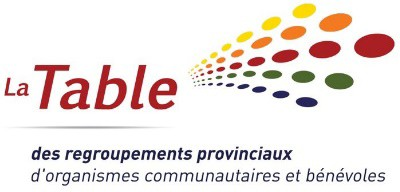 La Table
des regroupements provinciaux
d'organismes communautaires et bénévoles